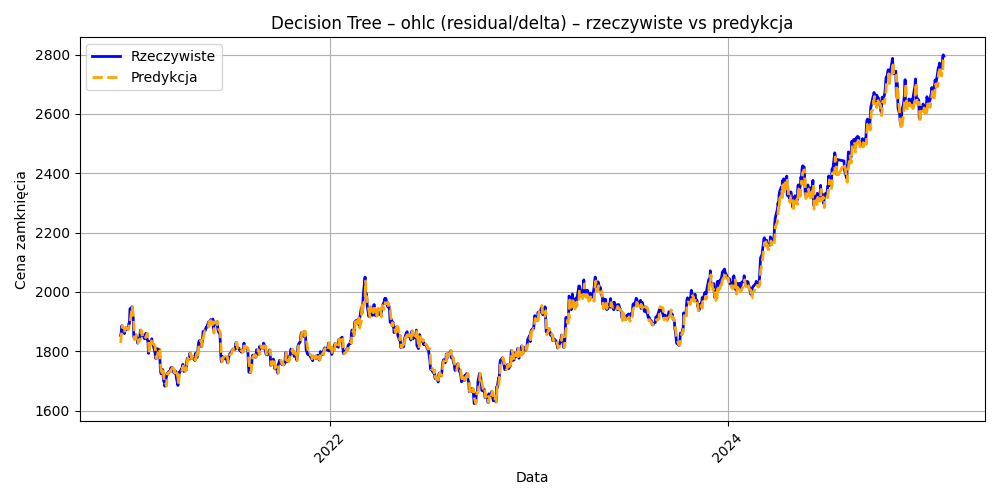 Decision Tree – ohlc (residual/delta) – rzeczywiste vs predykcja
Rzeczywiste
Predykcja
2800
2600
2400
2200
2000
1800
1600
Cena zamknięcia
2022
2024
Data